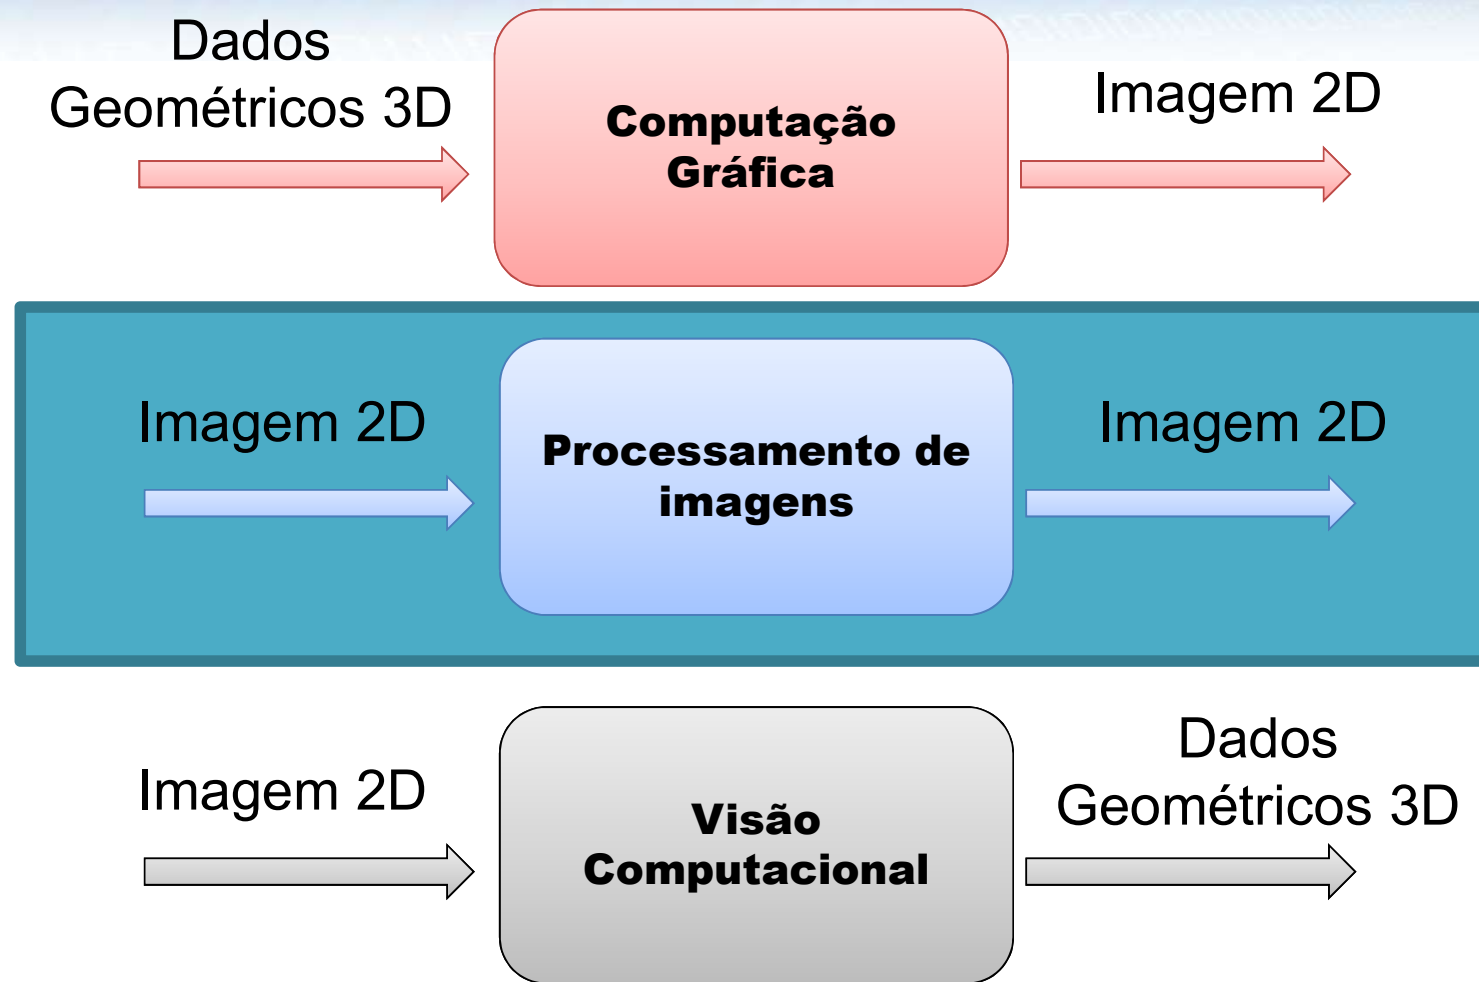 Dados
Geométricos 3D
Computação
Gráfica
Imagem 2D
Imagem 2D
Processamento de
imagens
Imagem 2D
Imagem 2D
Visão
Computacional
Dados
Geométricos 3D